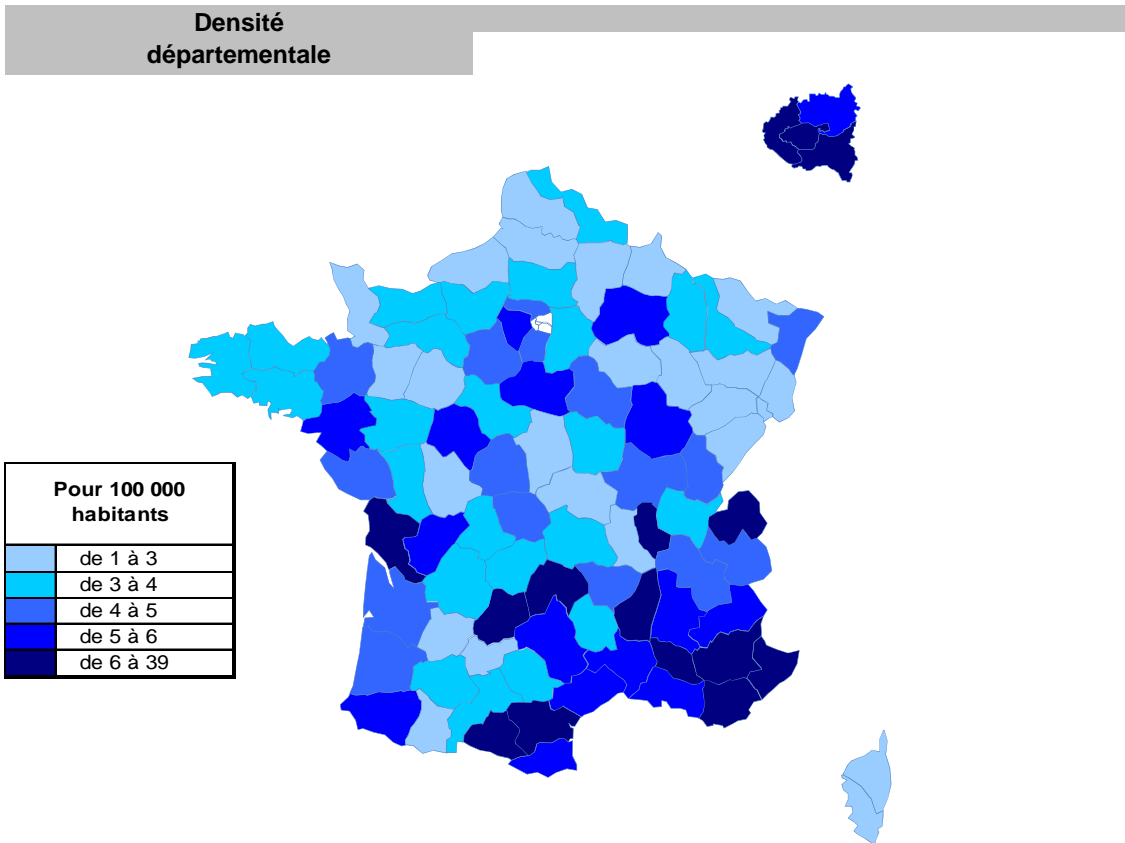 Densité
départementale
Pour 100 000
habitants
de 1 à 3
de 3 à 4
de 4 à 5
de 5 à 6
de 6 à 39